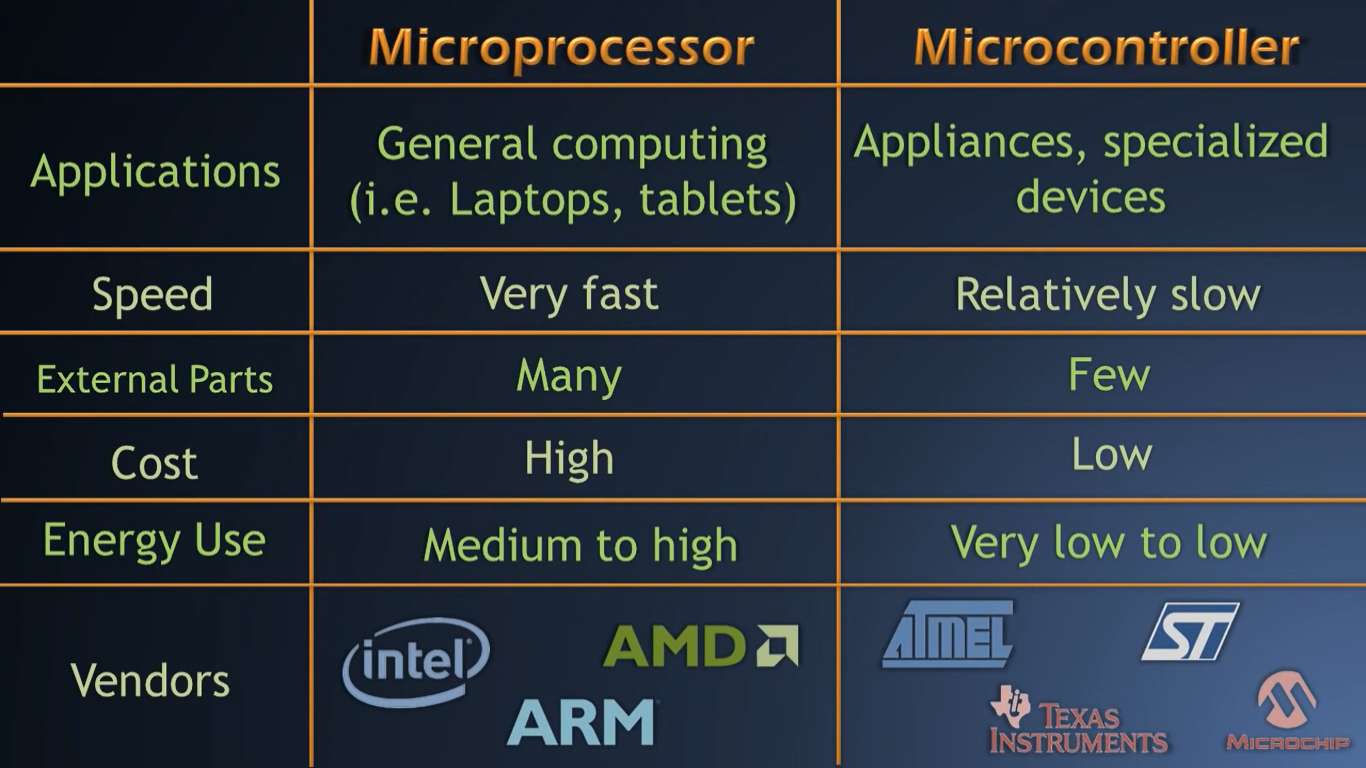 Microprocessor
Microcontroller
Applications
General computing
(i.e. Laptops, tablets)
Appliances, specialized
devices
Speed
Very fast
Relatively slow
External Parts
Many
Few
Cost
High
Low
Energy Use
Medium to high
Very low to low
Vendors
intel
AMD
ARM
ATMEL
ST
ti
TEXAS
INSTRUMENTS
MICROCHIP